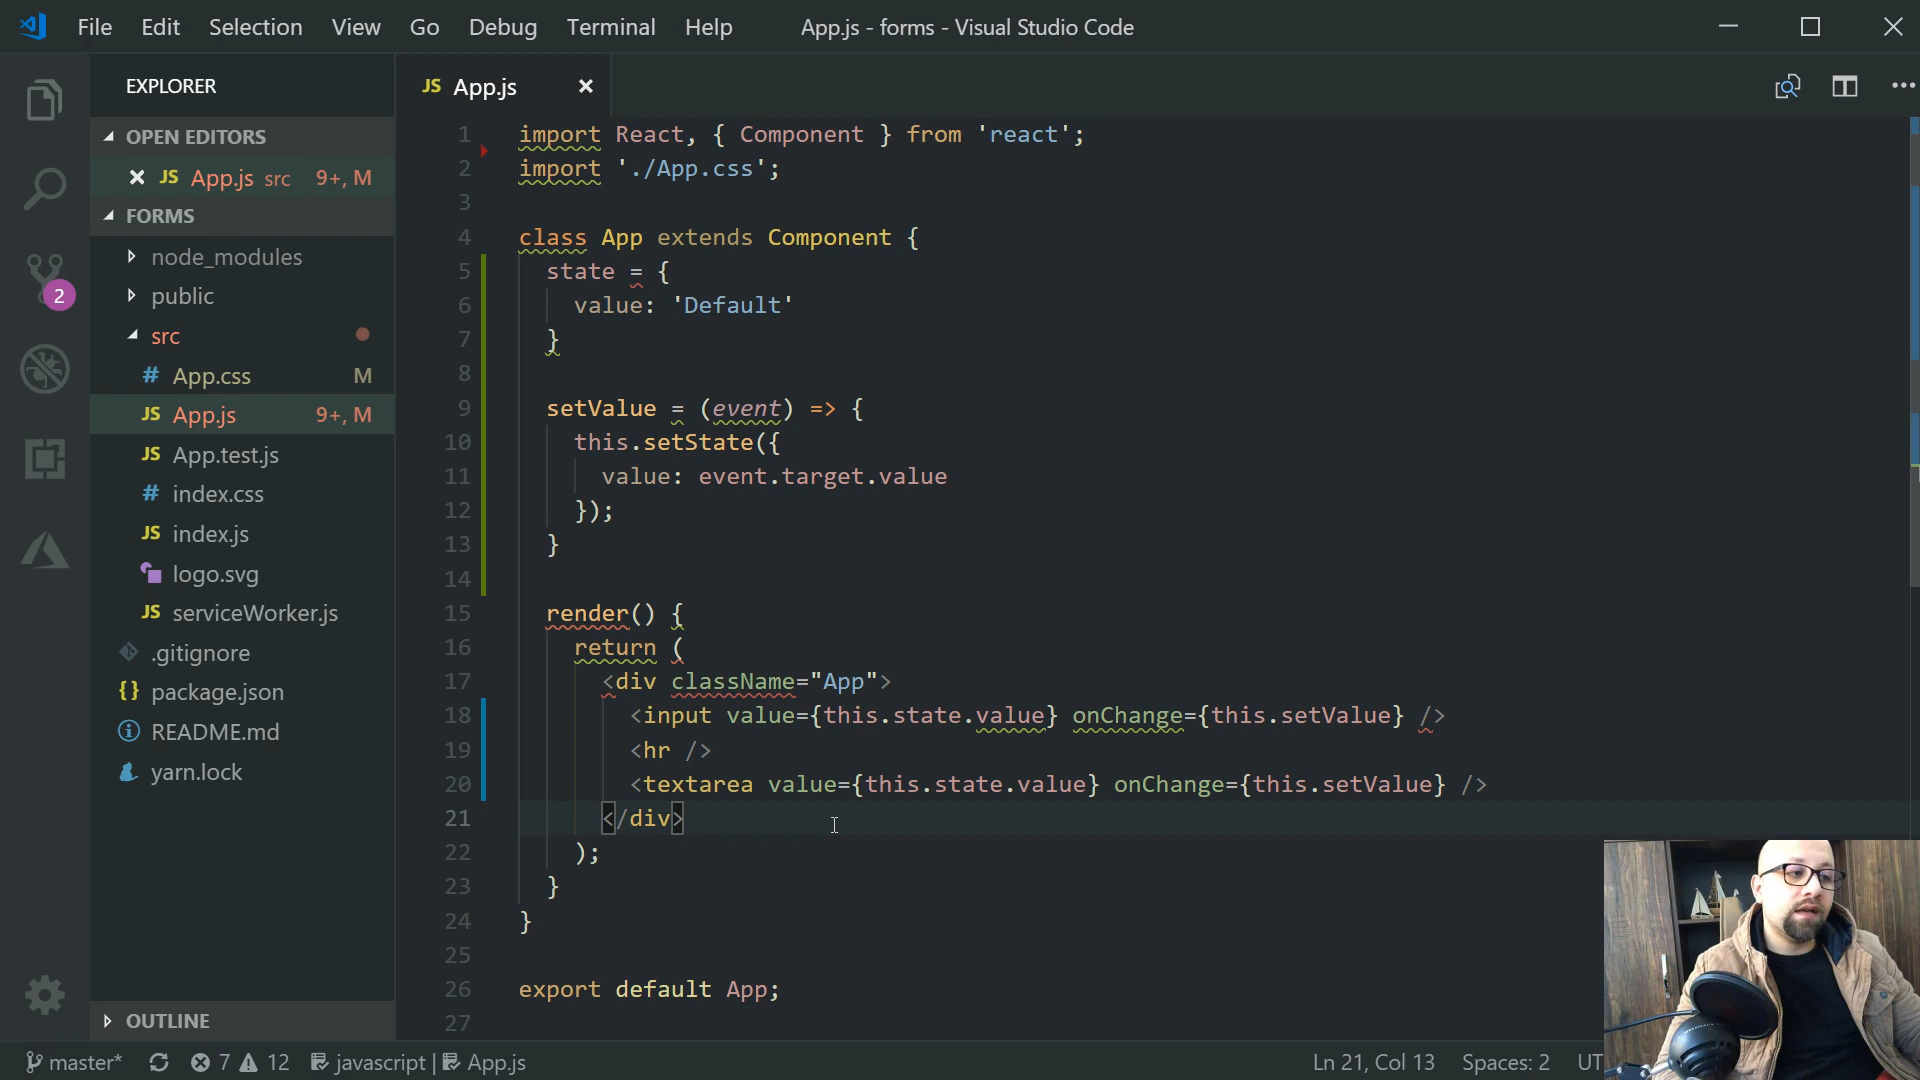 File Edit Selection View Go Debug Terminal Help App.js - forms - Visual Studio Code
EXPLORER
JS App.js
OPEN EDITORS
JS App.js src 9+, M
FORMS
node_modules
public
src
# App.css M
JS App.js 9+, M
JS App.test.js
# index.css
JS index.js
logo.svg
JS serviceWorker.js
.gitignore
{} package.json
README.md
yarn.lock
OUTLINE
2
1 import React, { Component } from 'react';
2 import './App.css';
3
4 class App extends Component {
5 state = {
6 value: 'Default'
7 }
8
9 setValue = (event) => {
10 this.setState({
11 value: event.target.value
12 });
13 }
14
15 render() {
16 return (
17 <div className="App">
18 <input value={this.state.value} onChange={this.setValue} />
19 <hr />
20 <textarea value={this.state.value} onChange={this.setValue} />
21 </div>
22 );
23 }
24 }
25
26 export default App;
27
master* 7 12 javascript | App.js Ln 21, Col 13 Spaces: 2 UT